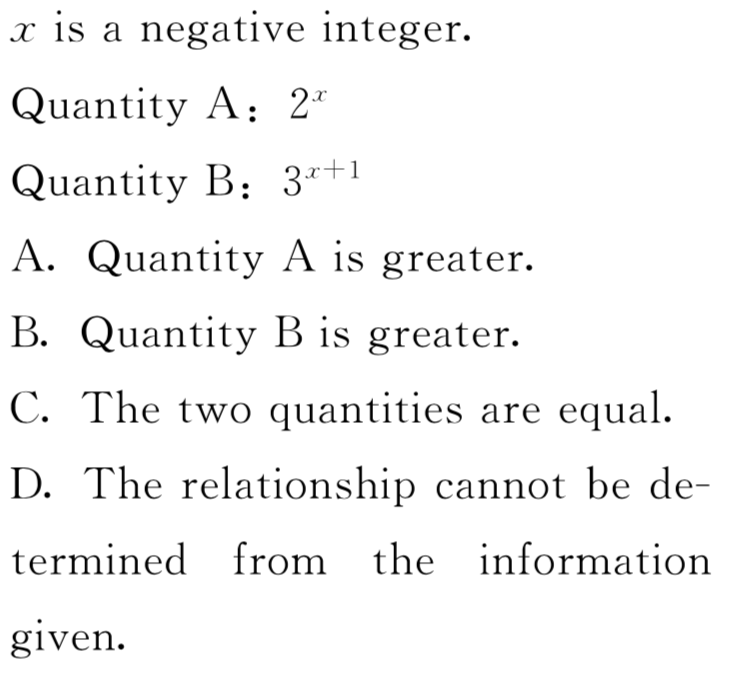 x is a negative integer.
Quantity A： 2^x
Quantity B： 3^{x+1}
A. Quantity A is greater.
B. Quantity B is greater.
C. The two quantities are equal.
D. The relationship cannot be de-
termined from the information
given.